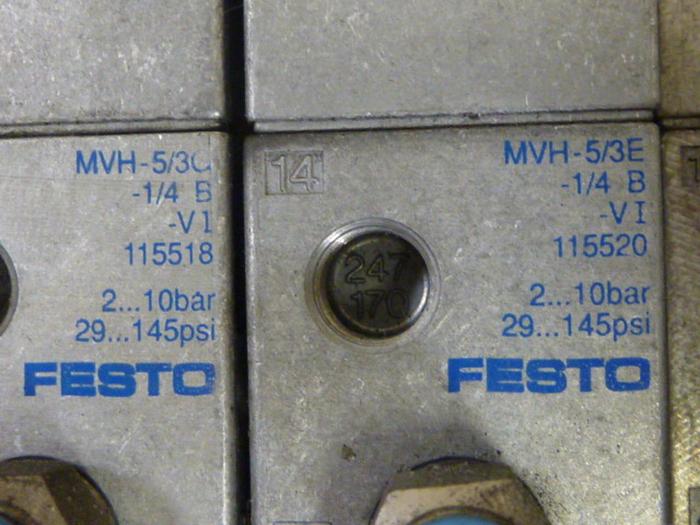 MVH-5/3G
-1/4 B
-VI
115518
2...10bar
29...145psi
FESTO
14
247
170
MVH-5/3E
-1/4 B
-VI
115520
2...10bar
29...145psi
FESTO